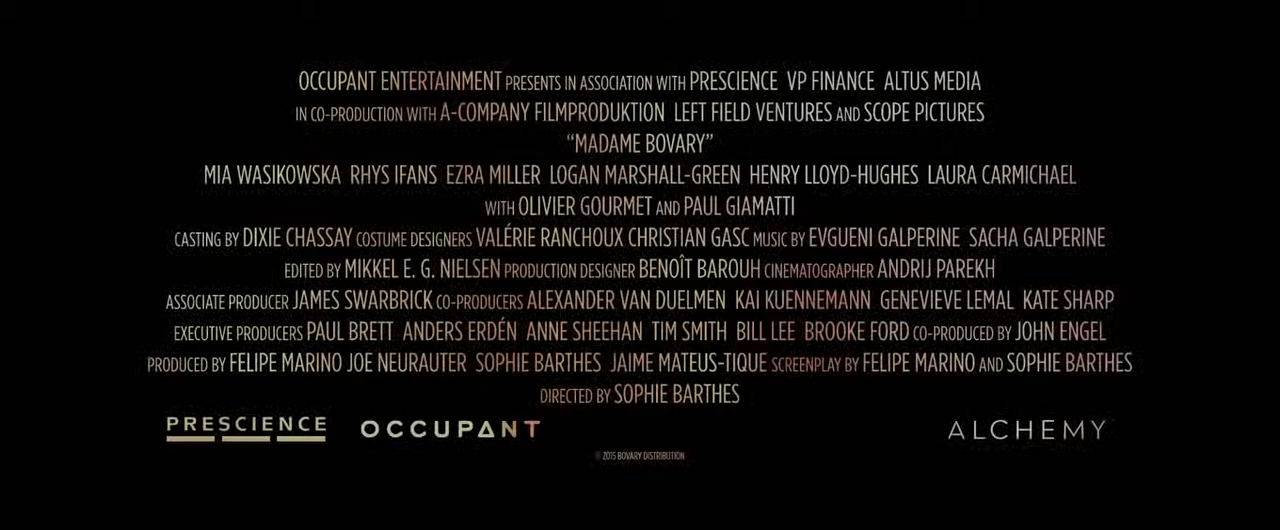 OCCUPANT ENTERTAINMENT PRESENTS IN ASSOCIATION WITH PRESCIENCE VP FINANCE ALTUS MEDIA
IN CO-PRODUCTION WITH A-COMPANY FILMPRODUKTION LEFT FIELD VENTURES AND SCOPE PICTURES
“MADAME BOVARY”
MIA WASIKOWSKA RHYS IFANS EZRA MILLER LOGAN MARSHALL-GREEN HENRY LLOYD-HUGHES LAURA CARMICHAEL
WITH OLIVIER GOURMET AND PAUL GIAMATTI
CASTING BY DIXIE CHASSAY COSTUME DESIGNERS VALÉRIE RANCHOUX CHRISTIAN GASC MUSIC BY EVGUENI GALPERINE SACHA GALPERINE
EDITED BY MIKKEL E. G. NIELSEN PRODUCTION DESIGNER BENOÎT BAROUH CINEMATOGRAPHER ANDRIJ PAREKH
ASSOCIATE PRODUCER JAMES SWARBRICK CO-PRODUCERS ALEXANDER VAN DUELMEN KAI KUENNEMANN GENEVIEVE LEMAL KATE SHARP
EXECUTIVE PRODUCERS PAUL BRETT ANDERS ERDÉN ANNE SHEEHAN TIM SMITH BILL LEE BROOKE FORD CO-PRODUCED BY JOHN ENGEL
PRODUCED BY FELIPE MARINO JOE NEURAUTER SOPHIE BARTHES JAIME MATEUS-TIQUE SCREENPLAY BY FELIPE MARINO AND SOPHIE BARTHES
DIRECTED BY SOPHIE BARTHES
PRESCIENCE OCCUPANT ALCHEMY
© 2015 BOVARY DISTRIBUTION